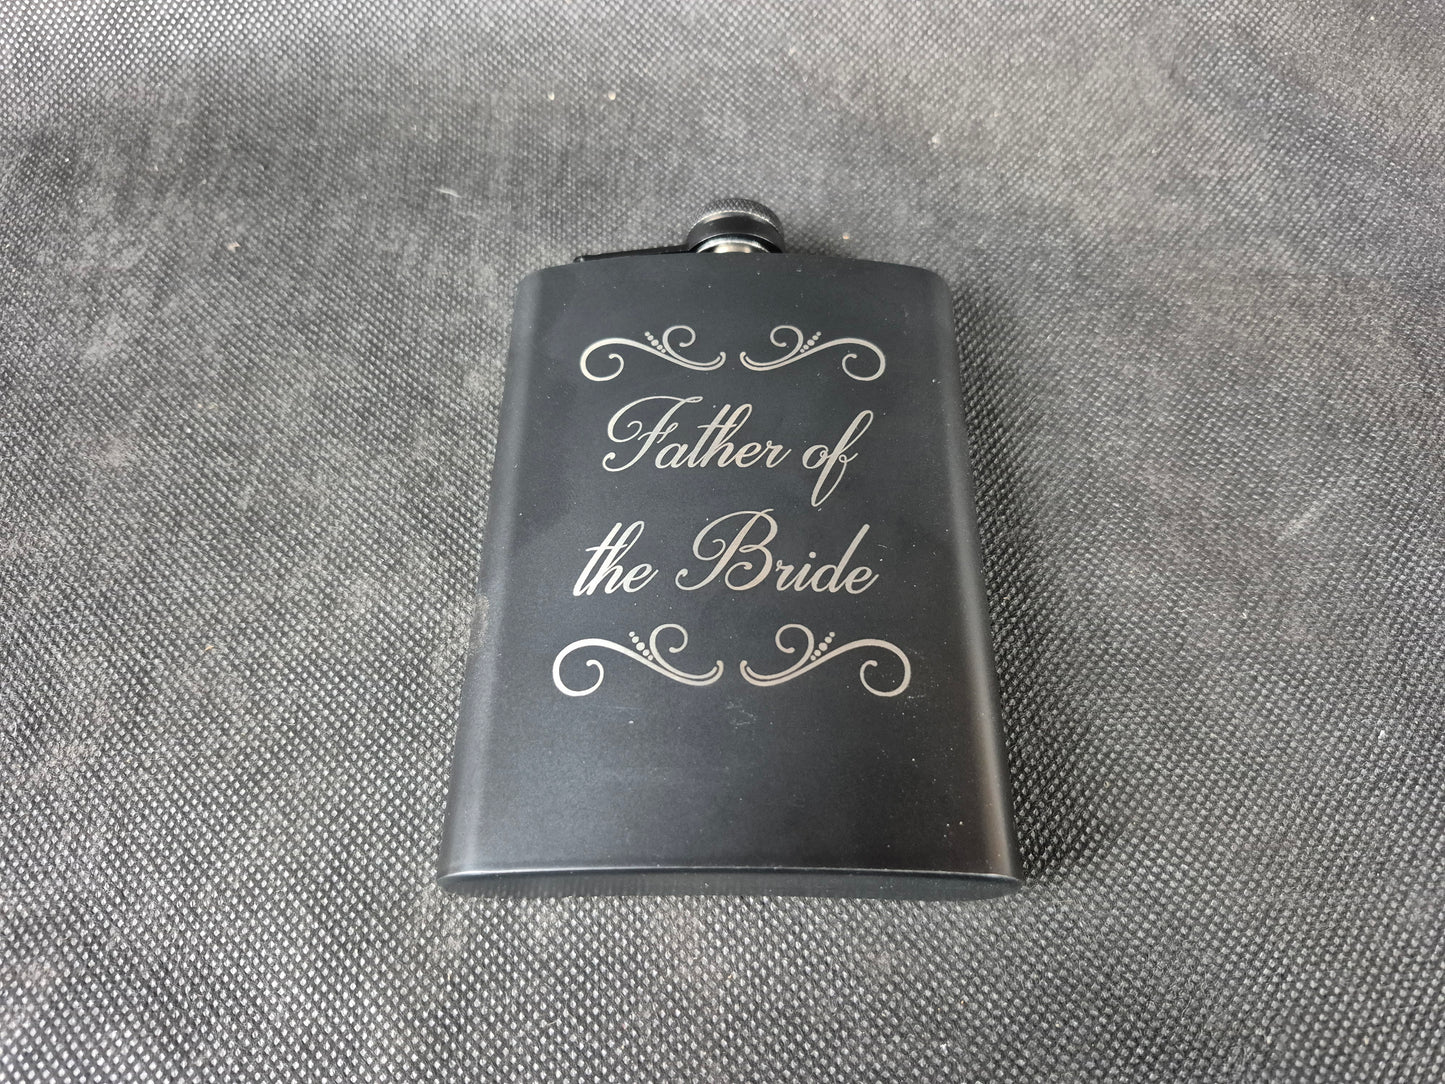 Father of
the Bride